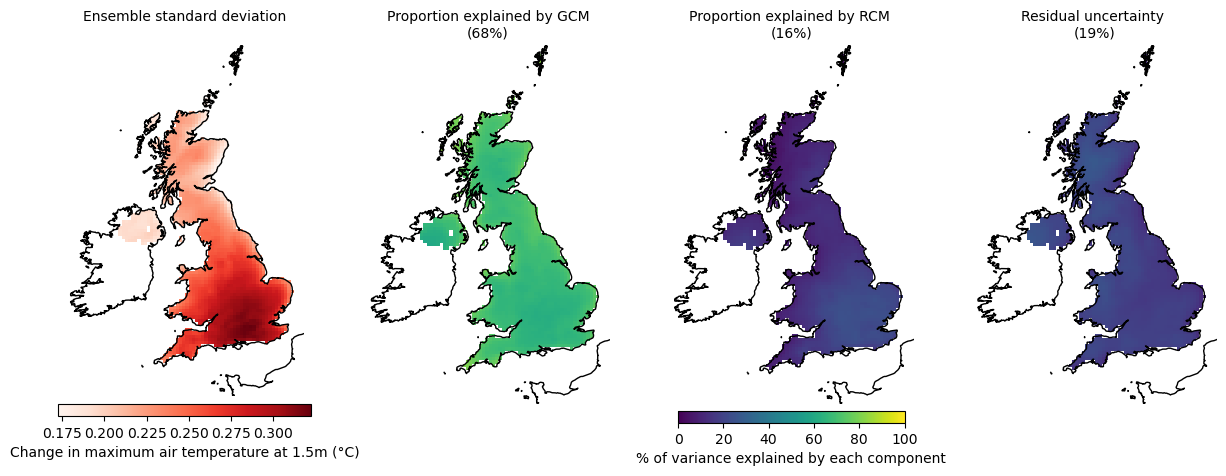 Ensemble standard deviation
Proportion explained by GCM
(68%)
Proportion explained by RCM
(16%)
Residual uncertainty
(19%)
0.175 0.200 0.225 0.250 0.275 0.300
Change in maximum air temperature at 1.5m (°C)
0 20 40 60 80 100
% of variance explained by each component